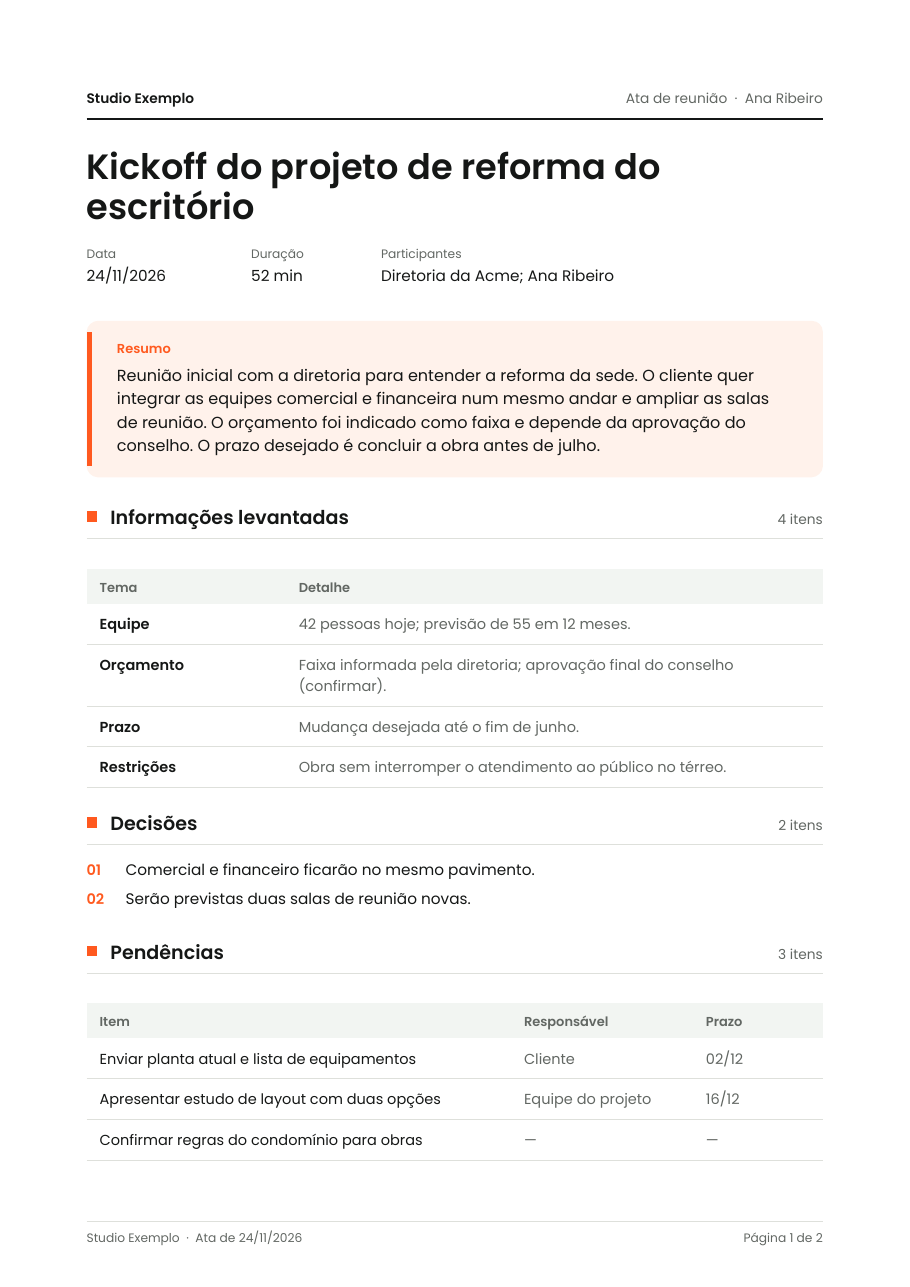 Studio Exemplo
Ata de reunião · Ana Ribeiro
Kickoff do projeto de reforma do
escritório
Data
Duração
Participantes
24/11/2026
52 min
Diretoria da Acme; Ana Ribeiro
Resumo
Reunião inicial com a diretoria para entender a reforma da sede. O cliente quer
integrar as equipes comercial e financeira num mesmo andar e ampliar as salas
de reunião. O orçamento foi indicado como faixa e depende da aprovação do
conselho. O prazo desejado é concluir a obra antes de julho.
Informações levantadas
4 itens
Tema
Detalhe
Equipe
42 pessoas hoje; previsão de 55 em 12 meses.
Orçamento
Faixa informada pela diretoria; aprovação final do conselho
(confirmar).
Prazo
Mudança desejada até o fim de junho.
Restrições
Obra sem interromper o atendimento ao público no térreo.
Decisões
2 itens
01 Comercial e financeiro ficarão no mesmo pavimento.
02 Serão previstas duas salas de reunião novas.
Pendências
3 itens
Item
Responsável
Prazo
Enviar planta atual e lista de equipamentos
Cliente
02/12
Apresentar estudo de layout com duas opções
Equipe do projeto
16/12
Confirmar regras do condomínio para obras
—
—
Studio Exemplo · Ata de 24/11/2026
Página 1 de 2